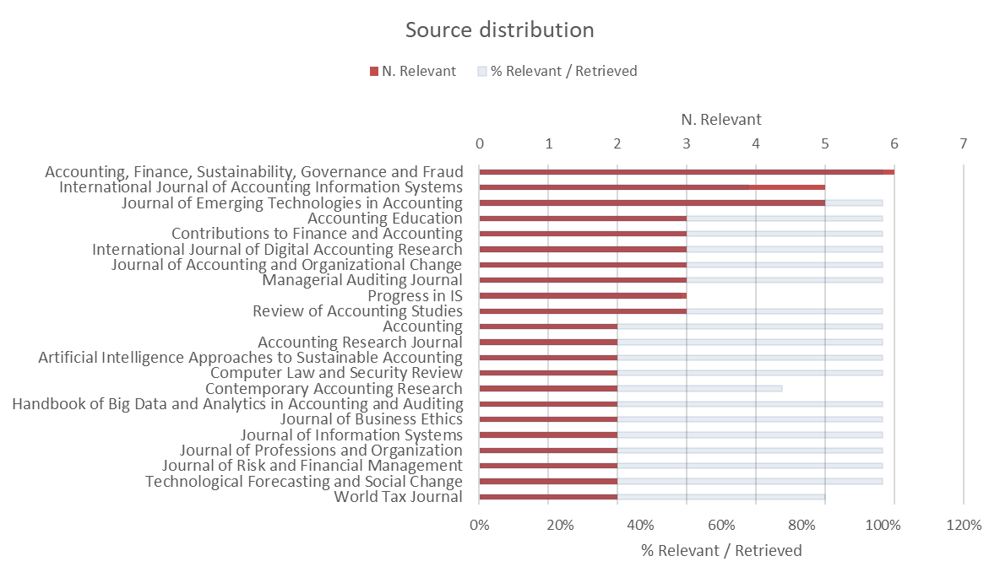 Source distribution
N. Relevant % Relevant / Retrieved
N. Relevant
0 1 2 3 4 5 6 7
Accounting, Finance, Sustainability, Governance and Fraud
International Journal of Accounting Information Systems
Journal of Emerging Technologies in Accounting
Accounting Education
Contributions to Finance and Accounting
International Journal of Digital Accounting Research
Journal of Accounting and Organizational Change
Managerial Auditing Journal
Progress in IS
Review of Accounting Studies
Accounting
Accounting Research Journal
Artificial Intelligence Approaches to Sustainable Accounting
Computer Law and Security Review
Contemporary Accounting Research
Handbook of Big Data and Analytics in Accounting and Auditing
Journal of Business Ethics
Journal of Information Systems
Journal of Professions and Organization
Journal of Risk and Financial Management
Technological Forecasting and Social Change
World Tax Journal
0% 20% 40% 60% 80% 100% 120%
% Relevant / Retrieved